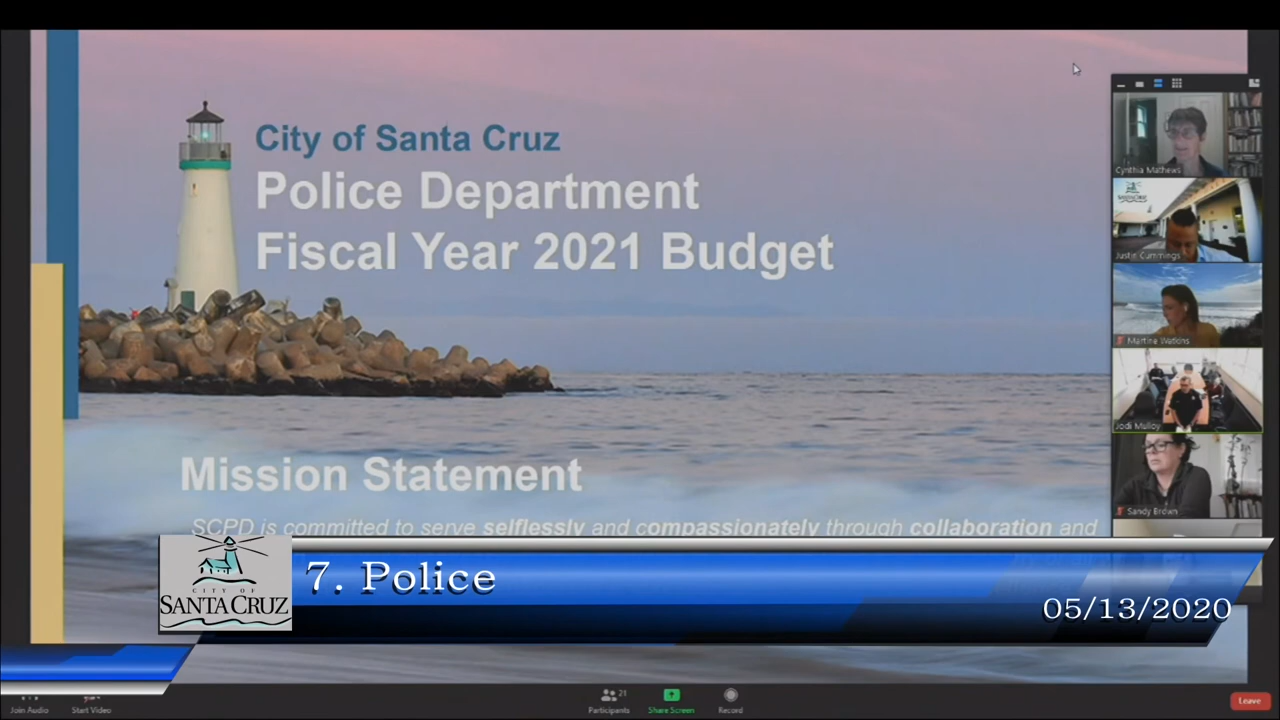 City of Santa Cruz
Police Department
Fiscal Year 2021 Budget
Mission Statement
SCPD is committed to serve selflessly and compassionately through collaboration and
Cynthia Mathews
Justin Cummings
Martine Watkins
Jodi Mulloy
Sandy Brown
CITY OF
SANTA CRUZ
7. Police
05/13/2020
Join Audio
Start Video
21
Participants
Share Screen
Record
Leave